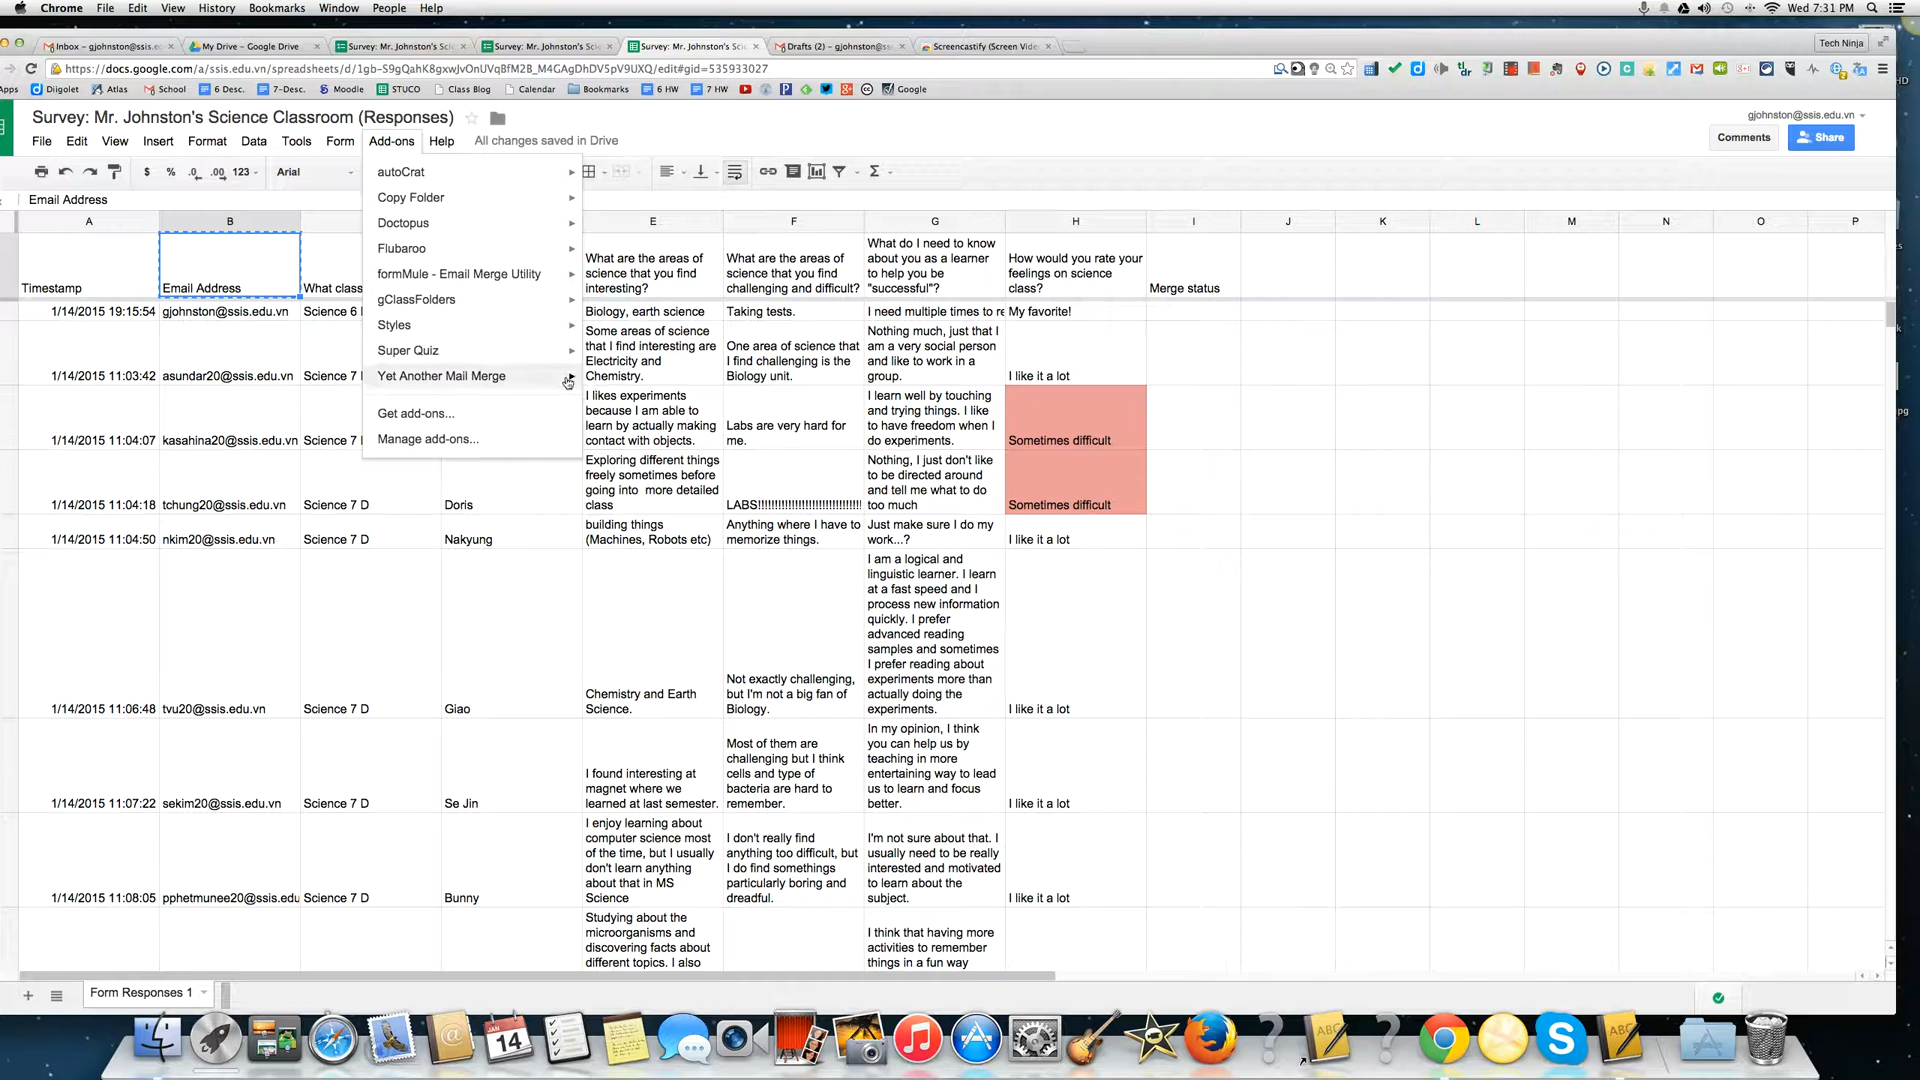 Chrome File Edit View History Bookmarks Window People Help Wed 7:31 PM
Inbox – gjohnston@ssis.e My Drive – Google Drive Survey: Mr. Johnston's Sci Survey: Mr. Johnston's Sci Survey: Mr. Johnston's Sci Drafts (2) – gjohnston@ss Screencastify (Screen Vide Tech Ninja
https://docs.google.com/a/ssis.edu.vn/spreadsheets/d/1gb-S9gQahK8gxwJvOnUVqBfM2B_M4GAgDhDV5pV9UXQ/edit#gid=535933027
Apps Diigolet Atlas School 6 Desc. 7-Desc. Moodle STUCO Class Blog Calendar Bookmarks 6 HW 7 HW Google
Survey: Mr. Johnston's Science Classroom (Responses)
gjohnston@ssis.edu.vn
File Edit View Insert Format Data Tools Form Add-ons Help All changes saved in Drive
Comments Share
$ % .0 .00 123 Arial
autoCrat
Copy Folder
Doctopus
Flubaroo
formMule - Email Merge Utility
gClassFolders
Styles
Super Quiz
Yet Another Mail Merge
Get add-ons...
Manage add-ons...
Email Address
A B E F G H I J K L M N O P
Timestamp
Email Address
What class
What are the areas of
science that you find
interesting?
What are the areas of
science that you find
challenging and difficult?
What do I need to know
about you as a learner
to help you be
"successful"?
How would you rate your
feelings on science
class?
Merge status
1/14/2015 19:15:54 gjohnston@ssis.edu.vn Science 6 Biology, earth science Taking tests. I need multiple times to re My favorite!
1/14/2015 11:03:42 asundar20@ssis.edu.vn Science 7
Some areas of science
that I find interesting are
Electricity and
Chemistry.
One area of science that
I find challenging is the
Biology unit.
Nothing much, just that I
am a very social person
and like to work in a
group.
I like it a lot
1/14/2015 11:04:07 kasahina20@ssis.edu.vn Science 7
I likes experiments
because I am able to
learn by actually making
contact with objects.
Labs are very hard for
me.
I learn well by touching
and trying things. I like
to have freedom when I
do experiments.
Sometimes difficult
1/14/2015 11:04:18 tchung20@ssis.edu.vn Science 7 D Doris
Exploring different things
freely sometimes before
going into more detailed
class
LABS!!!!!!!!!!!!!!!!!!!!!!!!!!!!!!!!!
Nothing, I just don't like
to be directed around
and tell me what to do
too much
Sometimes difficult
1/14/2015 11:04:50 nkim20@ssis.edu.vn Science 7 D Nakyung
building things
(Machines, Robots etc)
Anything where I have to
memorize things.
Just make sure I do my
work...?
I like it a lot
1/14/2015 11:06:48 tvu20@ssis.edu.vn Science 7 D Giao
Chemistry and Earth
Science.
Not exactly challenging,
but I'm not a big fan of
Biology.
I am a logical and
linguistic learner. I learn
at a fast speed and I
process new information
quickly. I prefer
advanced reading
samples and sometimes
I prefer reading about
experiments more than
actually doing the
experiments.
I like it a lot
1/14/2015 11:07:22 sekim20@ssis.edu.vn Science 7 D Se Jin
I found interesting at
magnet where we
learned at last semester.
Most of them are
challenging but I think
cells and type of
bacteria are hard to
remember.
In my opinion, I think
you can help us by
teaching in more
entertaining way to lead
us to learn and focus
better.
I like it a lot
1/14/2015 11:08:05 pphetmunee20@ssis.edu Science 7 D Bunny
I enjoy learning about
computer science most
of the time, but I usually
don't learn anything
about that in MS
Science
I don't really find
anything too difficult, but
I do find somethings
particularly boring and
dreadful.
I'm not sure about that. I
usually need to be really
interested and motivated
to learn about the
subject.
I like it a lot
Studying about the
microorganisms and
discovering facts about
different topics. I also
I think that having more
activities to remember
things in a fun way
Form Responses 1
JAN
14